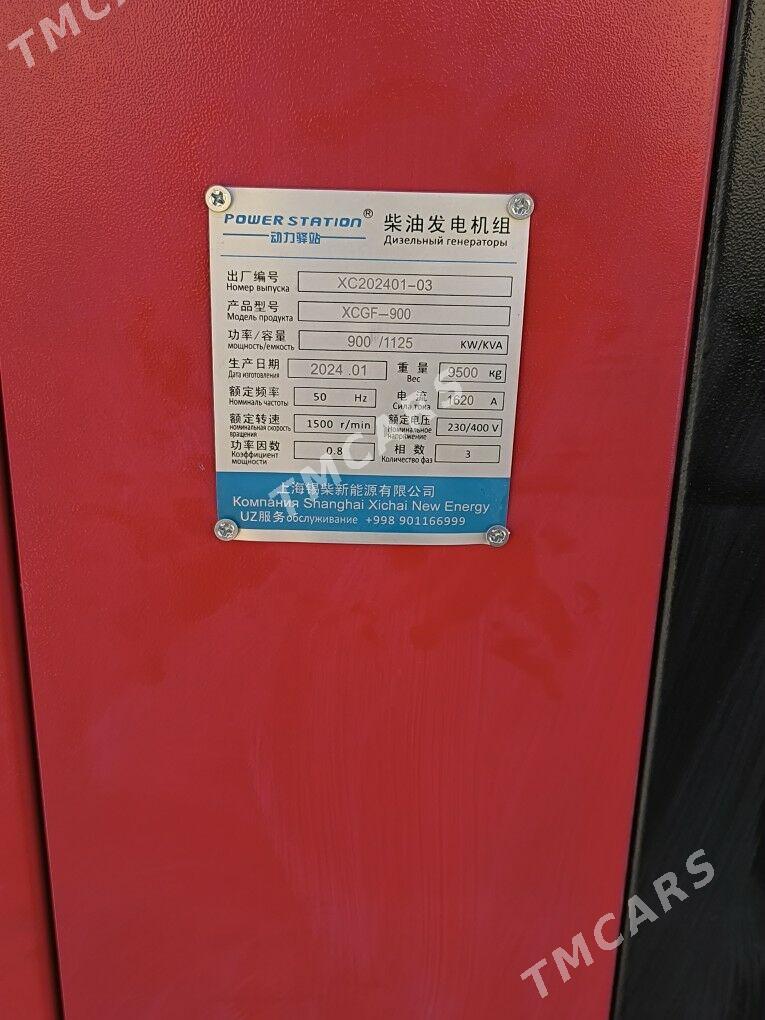 TMCARS
POWER STATION®
动力驿站
柴油发电机组
Дизельный генераторы
出厂编号
Номер выпуска
XC202401-03
产品型号
Модель продукта
XCGF-900
功率/容量
мощность/емкость
900 /1125 KW/KVA
生产日期
Дата изготовления
2024 .01
重量
Вес
9500 кg
额定频率
Номиналь частоты
50 Hz
电流
Сила тока
1620 A
额定转速
номинальная скорость вращения
1500 r/min
额定电压
Номинальное напряжение
230/400 V
功率因数
Коэффициент мощности
0.8
相数
Количество фаз
3
TMCARS
上海锡柴新能源有限公司
Компания Shanghai Xichai New Energy
UZ服务 обслуживание +998 901166999
TMCARS